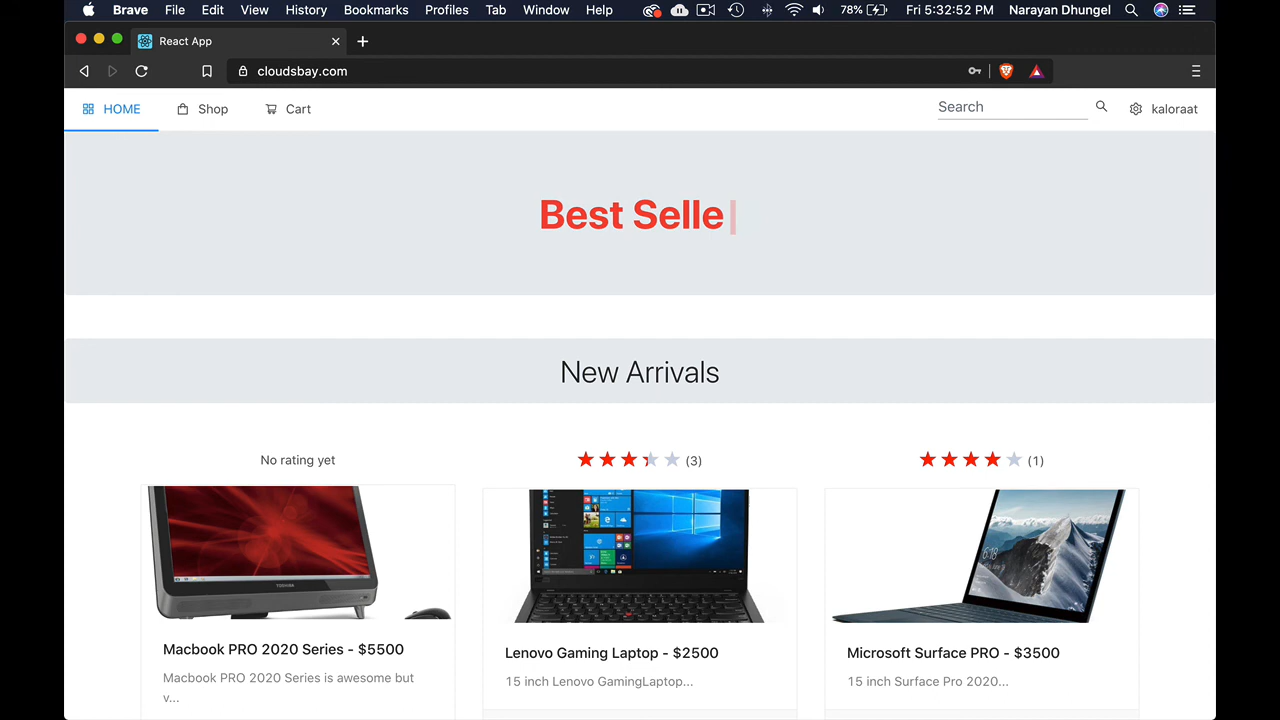 Brave File Edit View History Bookmarks Profiles Tab Window Help 78% Fri 5:32:52 PM Narayan Dhungel
React App
cloudsbay.com
HOME Shop Cart Search kaloraat
Best Selle
New Arrivals
No rating yet (3) (1)
TOSHIBA
6:18
Macbook PRO 2020 Series - $5500
Lenovo Gaming Laptop - $2500
Microsoft Surface PRO - $3500
Macbook PRO 2020 Series is awesome but
v...
15 inch Lenovo GamingLaptop...
15 inch Surface Pro 2020...